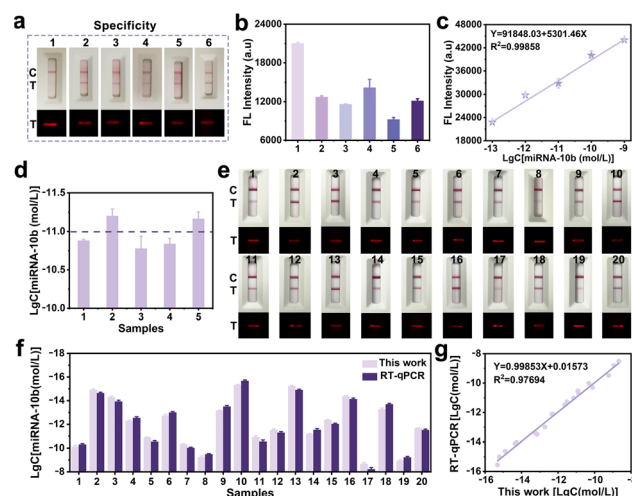 a
Specificity
1 2 3 4 5 6
C
T
T
b
FL Intensity (a.u)
24000
20000
16000
12000
8000
1 2 3 4 5 6
c
FL Intensity (a.u)
48000
42000
36000
30000
24000
18000
Y=91848.03+5301.46X
R²=0.99858
-13 -12 -11 -10 -9
LgC[miRNA-10b (mol/L)]
d
LgC[miRNA-10b (mol/L)]
-11.5
-11.0
-10.5
-10.0
1 2 3 4 5
Samples
e
1 2 3 4 5 6 7 8 9 10
C
T
T
11 12 13 14 15 16 17 18 19 20
C
T
T
f
LgC[miRNA-10b(mol/L)]
-16
-14
-12
-10
-8
This work
RT-qPCR
1 2 3 4 5 6 7 8 9 10 11 12 13 14 15 16 17 18 19 20
Samples
g
RT-qPCR[LgC(mol/L)]
-9
-12
-15
Y=0.99853X+0.01573
R²=0.97694
-16 -14 -12 -10 -8
This work [LgC(mol/L)]